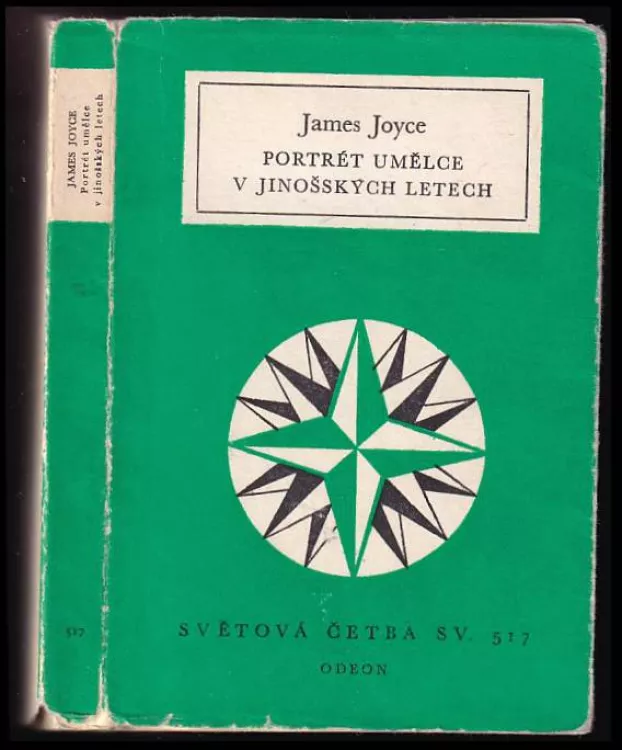 JAMES JOYCE
Portrét umělce
v jinošských letech
517
James Joyce
PORTRÉT UMĚLCE
V JINOŠSKÝCH LETECH
SVĚTOVÁ ČETBA SV. 517
ODEON